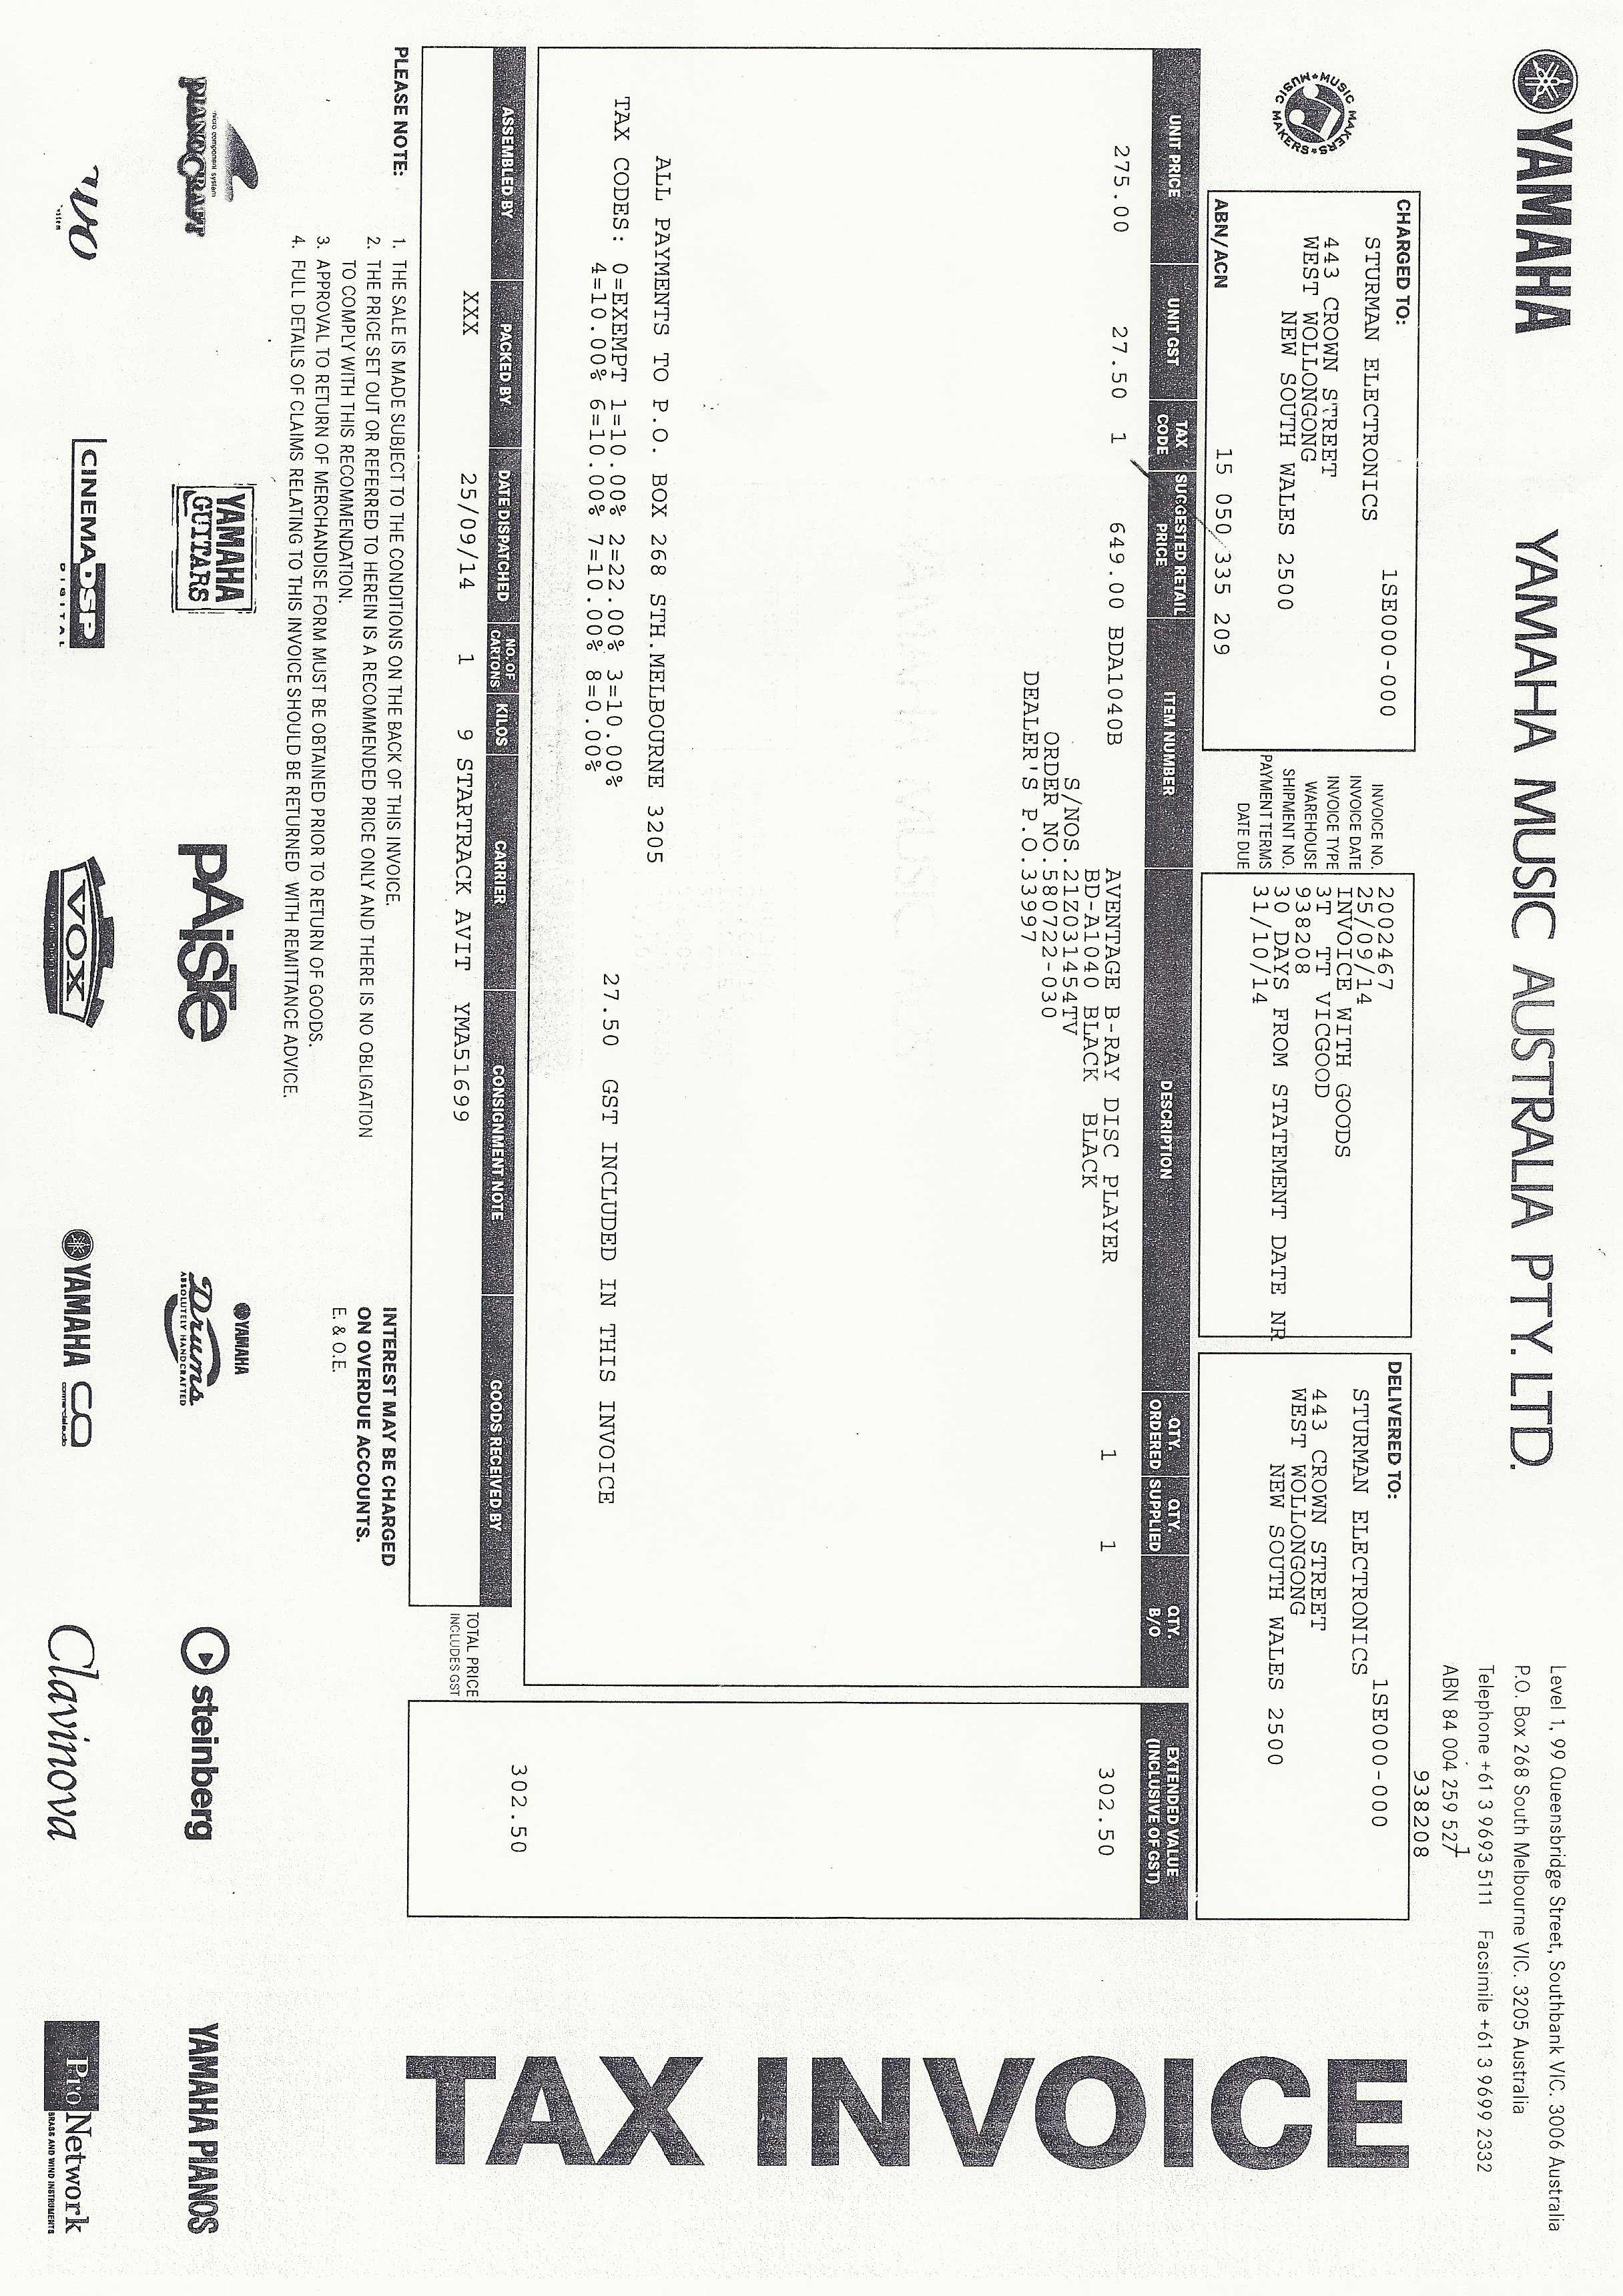 YAMAHA
YAMAHA MUSIC AUSTRALIA PTY. LTD.
Level 1, 99 Queensbridge Street, Southbank VIC. 3006 Australia
P.O. Box 268 South Melbourne VIC. 3205 Australia
Telephone +61 3 9693 5111 Facsimile +61 3 9699 2332
ABN 84 004 259 527
938208
MUSIC MAKERS MUSIC MAKERS
CHARGED TO:
1SE000-000
STURMAN ELECTRONICS
443 CROWN STREET
WEST WOLLONGONG
NEW SOUTH WALES 2500
ABN/ACN 15 050 335 209
INVOICE NO. 2002467
INVOICE DATE 25/09/14
INVOICE TYPE INVOICE WITH GOODS
WAREHOUSE 3T TT VICGOOD
SHIPMENT NO. 938208
PAYMENT TERMS 30 DAYS FROM STATEMENT DATE NR
DATE DUE 31/10/14
DELIVERED TO:
1SE000-000
STURMAN ELECTRONICS
443 CROWN STREET
WEST WOLLONGONG
NEW SOUTH WALES 2500
TAX INVOICE
UNIT PRICE UNIT GST TAX CODE SUGGESTED RETAIL PRICE ITEM NUMBER DESCRIPTION QTY. ORDERED QTY. SUPPLIED QTY. B/O EXTENDED VALUE (INCLUSIVE OF GST)
275.00 27.50 1 649.00 BDA1040B AVENTAGE B-RAY DISC PLAYER 1 1 302.50
BD-A1040 BLACK BLACK
S/NOS.21Z031454TV
ORDER NO.580722-030
DEALER'S P.O.33997
ALL PAYMENTS TO P.O. BOX 268 STH.MELBOURNE 3205
TAX CODES: 0=EXEMPT 1=10.00% 2=22.00% 3=10.00% 27.50 GST INCLUDED IN THIS INVOICE
4=10.00% 6=10.00% 7=10.00% 8=0.00%
ASSEMBLED BY PACKED BY DATE DISPATCHED NO. OF CARTONS KILOS CARRIER CONSIGNMENT NOTE GOODS RECEIVED BY
XXX 25/09/14 1 9 STARTRACK AVIT YMA51699
TOTAL PRICE
INCLUDES GST
302.50
PLEASE NOTE:
1. THE SALE IS MADE SUBJECT TO THE CONDITIONS ON THE BACK OF THIS INVOICE.
2. THE PRICE SET OUT OR REFERRED TO HEREIN IS A RECOMMENDED PRICE ONLY AND THERE IS NO OBLIGATION
TO COMPLY WITH THIS RECOMMENDATION.
3. APPROVAL TO RETURN OF MERCHANDISE FORM MUST BE OBTAINED PRIOR TO RETURN OF GOODS.
4. FULL DETAILS OF CLAIMS RELATING TO THIS INVOICE SHOULD BE RETURNED WITH REMITTANCE ADVICE.
INTEREST MAY BE CHARGED
ON OVERDUE ACCOUNTS.
E. & O.E.
PIANOCRAFT
micro component system
YAMAHA GUITARS
PAiSTe
YAMAHA
Drums
ABSOLUTELY HANDCRAFTED
steinberg
YAMAHA PIANOS
CINEMA DSP
DIGITAL
VOX
YAMAHA CA
commercial audio
Clavinova
ProNetwork
BRASS AND WIND INSTRUMENTS